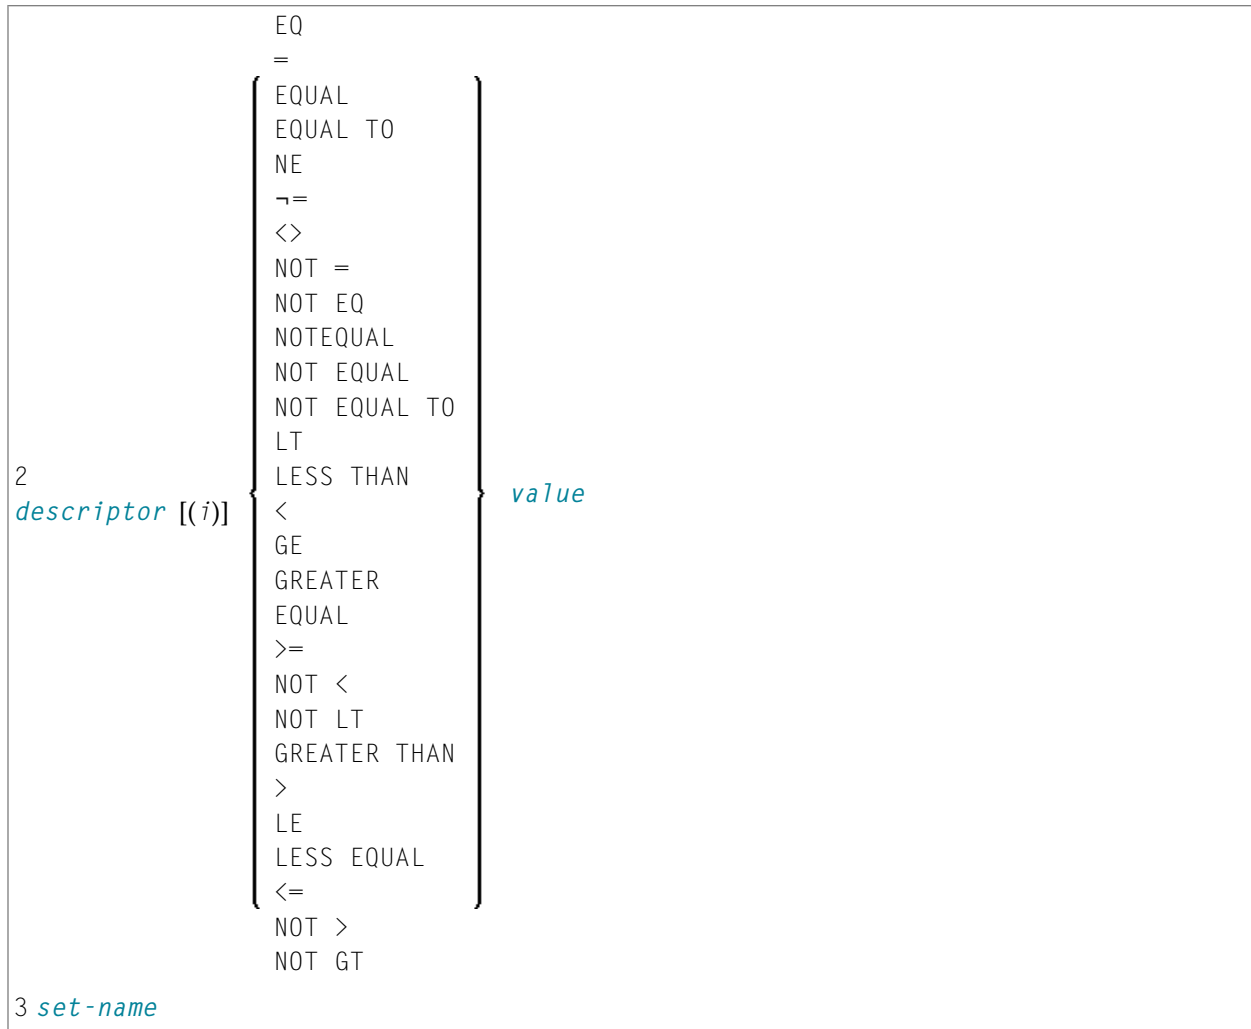 EQ
=
EQUAL
EQUAL TO
NE
¬=
<>
NOT =
NOT EQ
NOTEQUAL
NOT EQUAL
NOT EQUAL TO
LT
2
LESS THAN
descriptor [(i)]
value
<
GE
GREATER
EQUAL
>=
NOT <
NOT LT
GREATER THAN
>
LE
LESS EQUAL
<=
NOT >
NOT GT
3 set-name